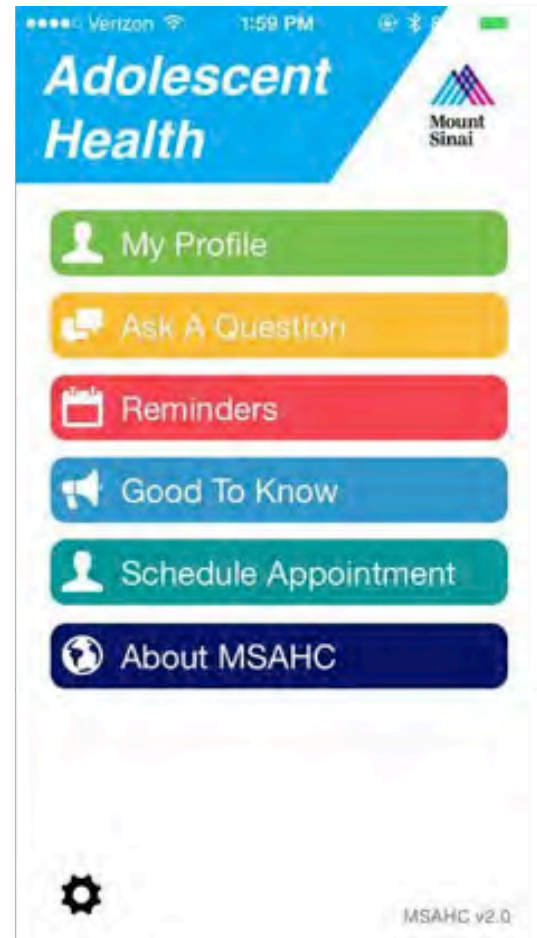 Verizon 1:59 PM
Adolescent
Health
Mount
Sinai
My Profile
Ask A Question
Reminders
Good To Know
Schedule Appointment
About MSAHC
MSAHC v2.0